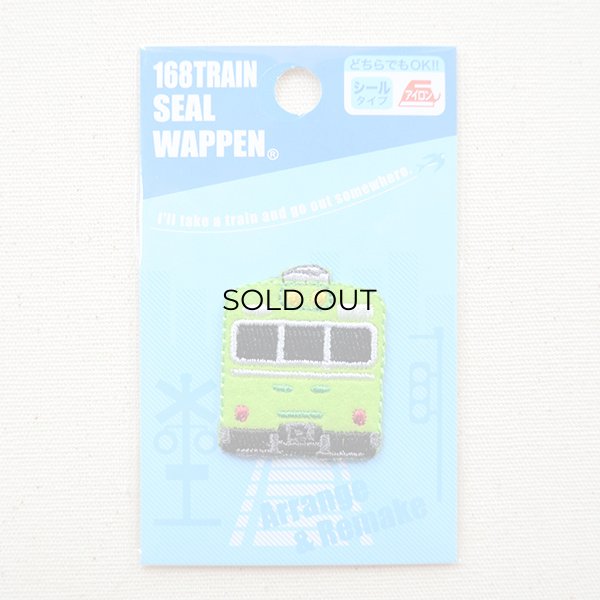 168TRAIN
SEAL
WAPPEN®
どちらでもOK!!
シール
タイプ
アイロン
I'll take a train and go out somewhere.
SOLD OUT
Arrange
& Remake